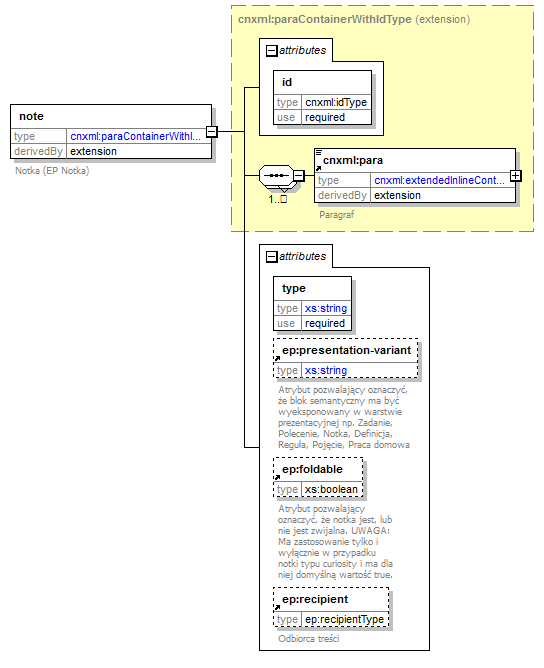 cnxml:paraContainerWithIdType (extension)
attributes
id
type cnxml:idType
use required
note
type cnxml:paraContainerWithI...
derivedBy extension
Notka (EP Notka)
cnxml:para
type cnxml:extendedInlineCont...
derivedBy extension
1..
Paragraf
attributes
type
type xs:string
use required
ep:presentation-variant
type xs:string
Atrybut pozwalający oznaczyć,
że blok semantyczny ma być
wyeksponowany w warstwie
prezentacyjnej np. Zadanie,
Polecenie, Notka, Definicja,
Reguła, Pojęcie, Praca domowa
ep:foldable
type xs:boolean
Atrybut pozwalający
oznaczyć, że notka jest, lub
nie jest zwijalna. UWAGA:
Ma zastosowanie tylko i
wyłącznie w przypadku
notki typu curiosity i ma dla
niej domyślną wartość true.
ep:recipient
type ep:recipientType
Odbiorca treści